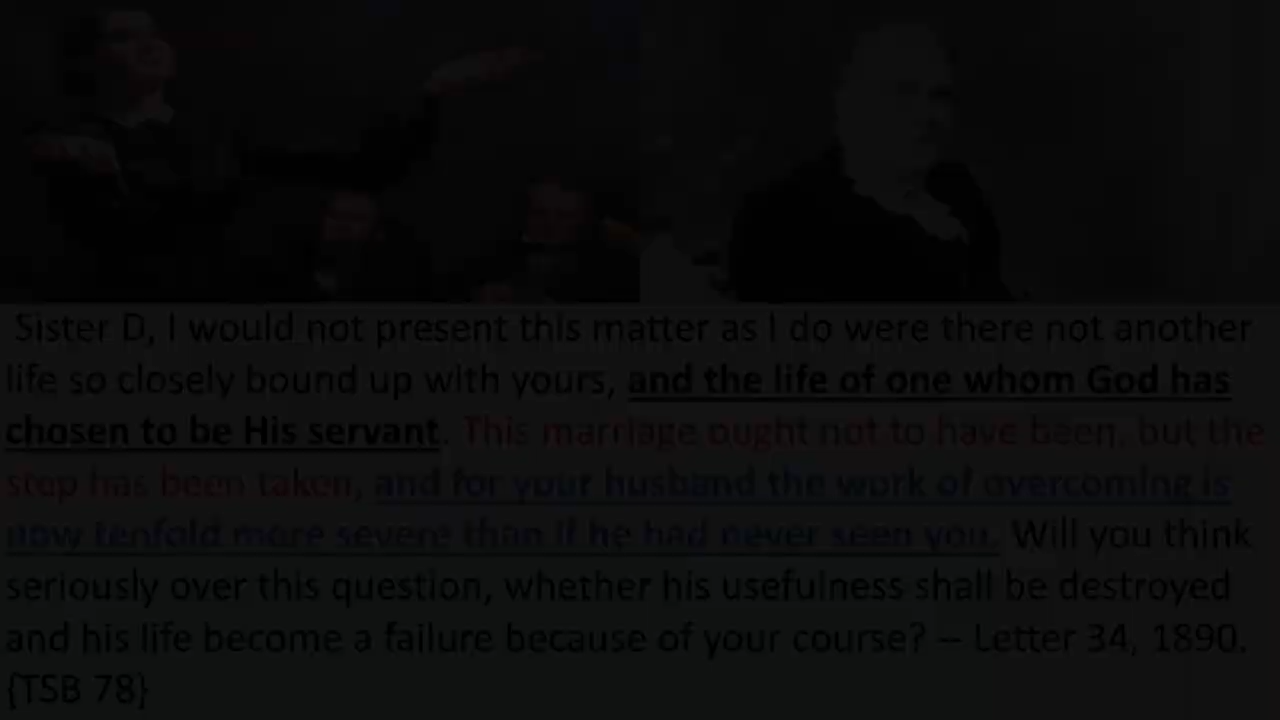 Sister D, I would not present this matter as I do were there not another
life so closely bound up with yours, and the life of one whom God has
chosen to be His servant. This marriage ought not to have been, but the
step has been taken, and for your husband the work of overcoming is
now tenfold more severe than if he had never seen you. Will you think
seriously over this question, whether his usefulness shall be destroyed
and his life become a failure because of your course? – Letter 34, 1890.
{TSB 78}